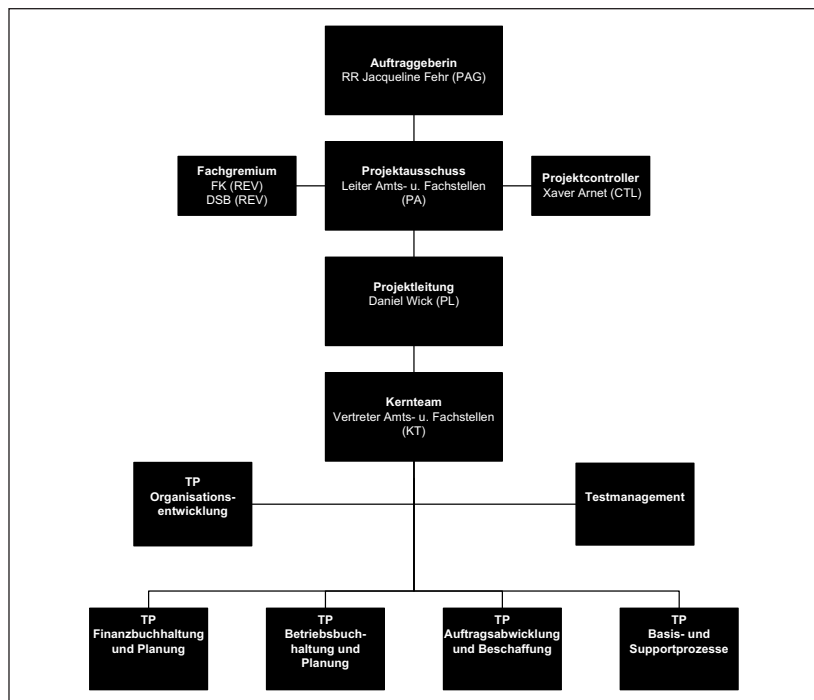 Auftraggeberin
RR Jacqueline Fehr (PAG)
Fachgremium
FK (REV)
DSB (REV)
Projektausschuss
Leiter Amts- u. Fachstellen
(PA)
Projektcontroller
Xaver Arnet (CTL)
Projektleitung
Daniel Wick (PL)
Kernteam
Vertreter Amts- u. Fachstellen
(KT)
TP
Organisations-
entwicklung
Testmanagement
TP
Finanzbuchhaltung
und Planung
TP
Betriebsbuch-
haltung und
Planung
TP
Auftragsabwicklung
und Beschaffung
TP
Basis- und
Supportprozesse